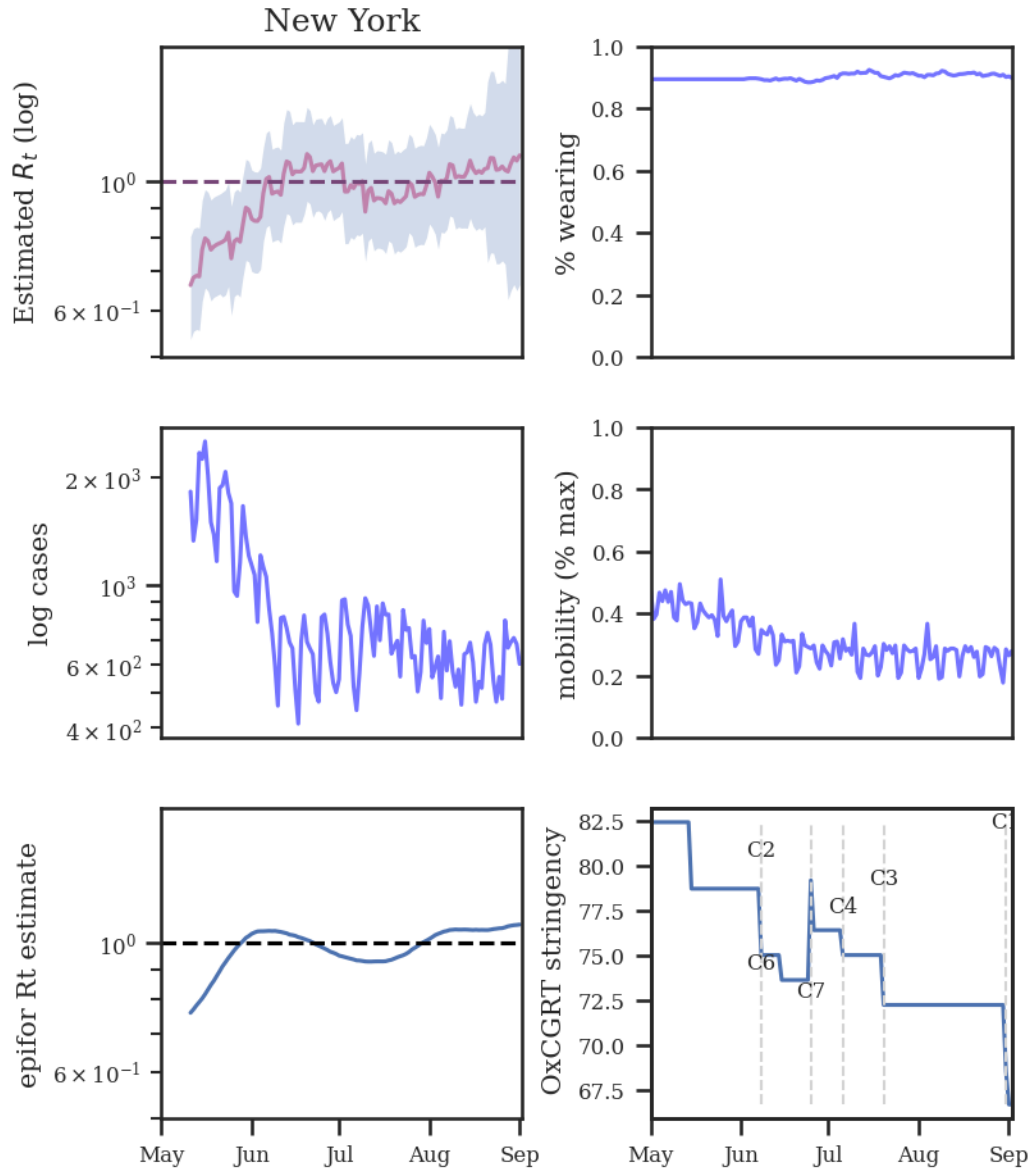 New York
Estimated R_t (log)
10^0
6 × 10^{-1}
% wearing
1.0
0.8
0.6
0.4
0.2
0.0
log cases
2 × 10^3
10^3
6 × 10^2
4 × 10^2
mobility (% max)
1.0
0.8
0.6
0.4
0.2
0.0
epifor Rt estimate
10^0
6 × 10^{-1}
May Jun Jul Aug Sep
OxCGRT stringency
82.5
80.0
77.5
75.0
72.5
70.0
67.5
C1
C2
C3
C4
C6
C7
May Jun Jul Aug Sep